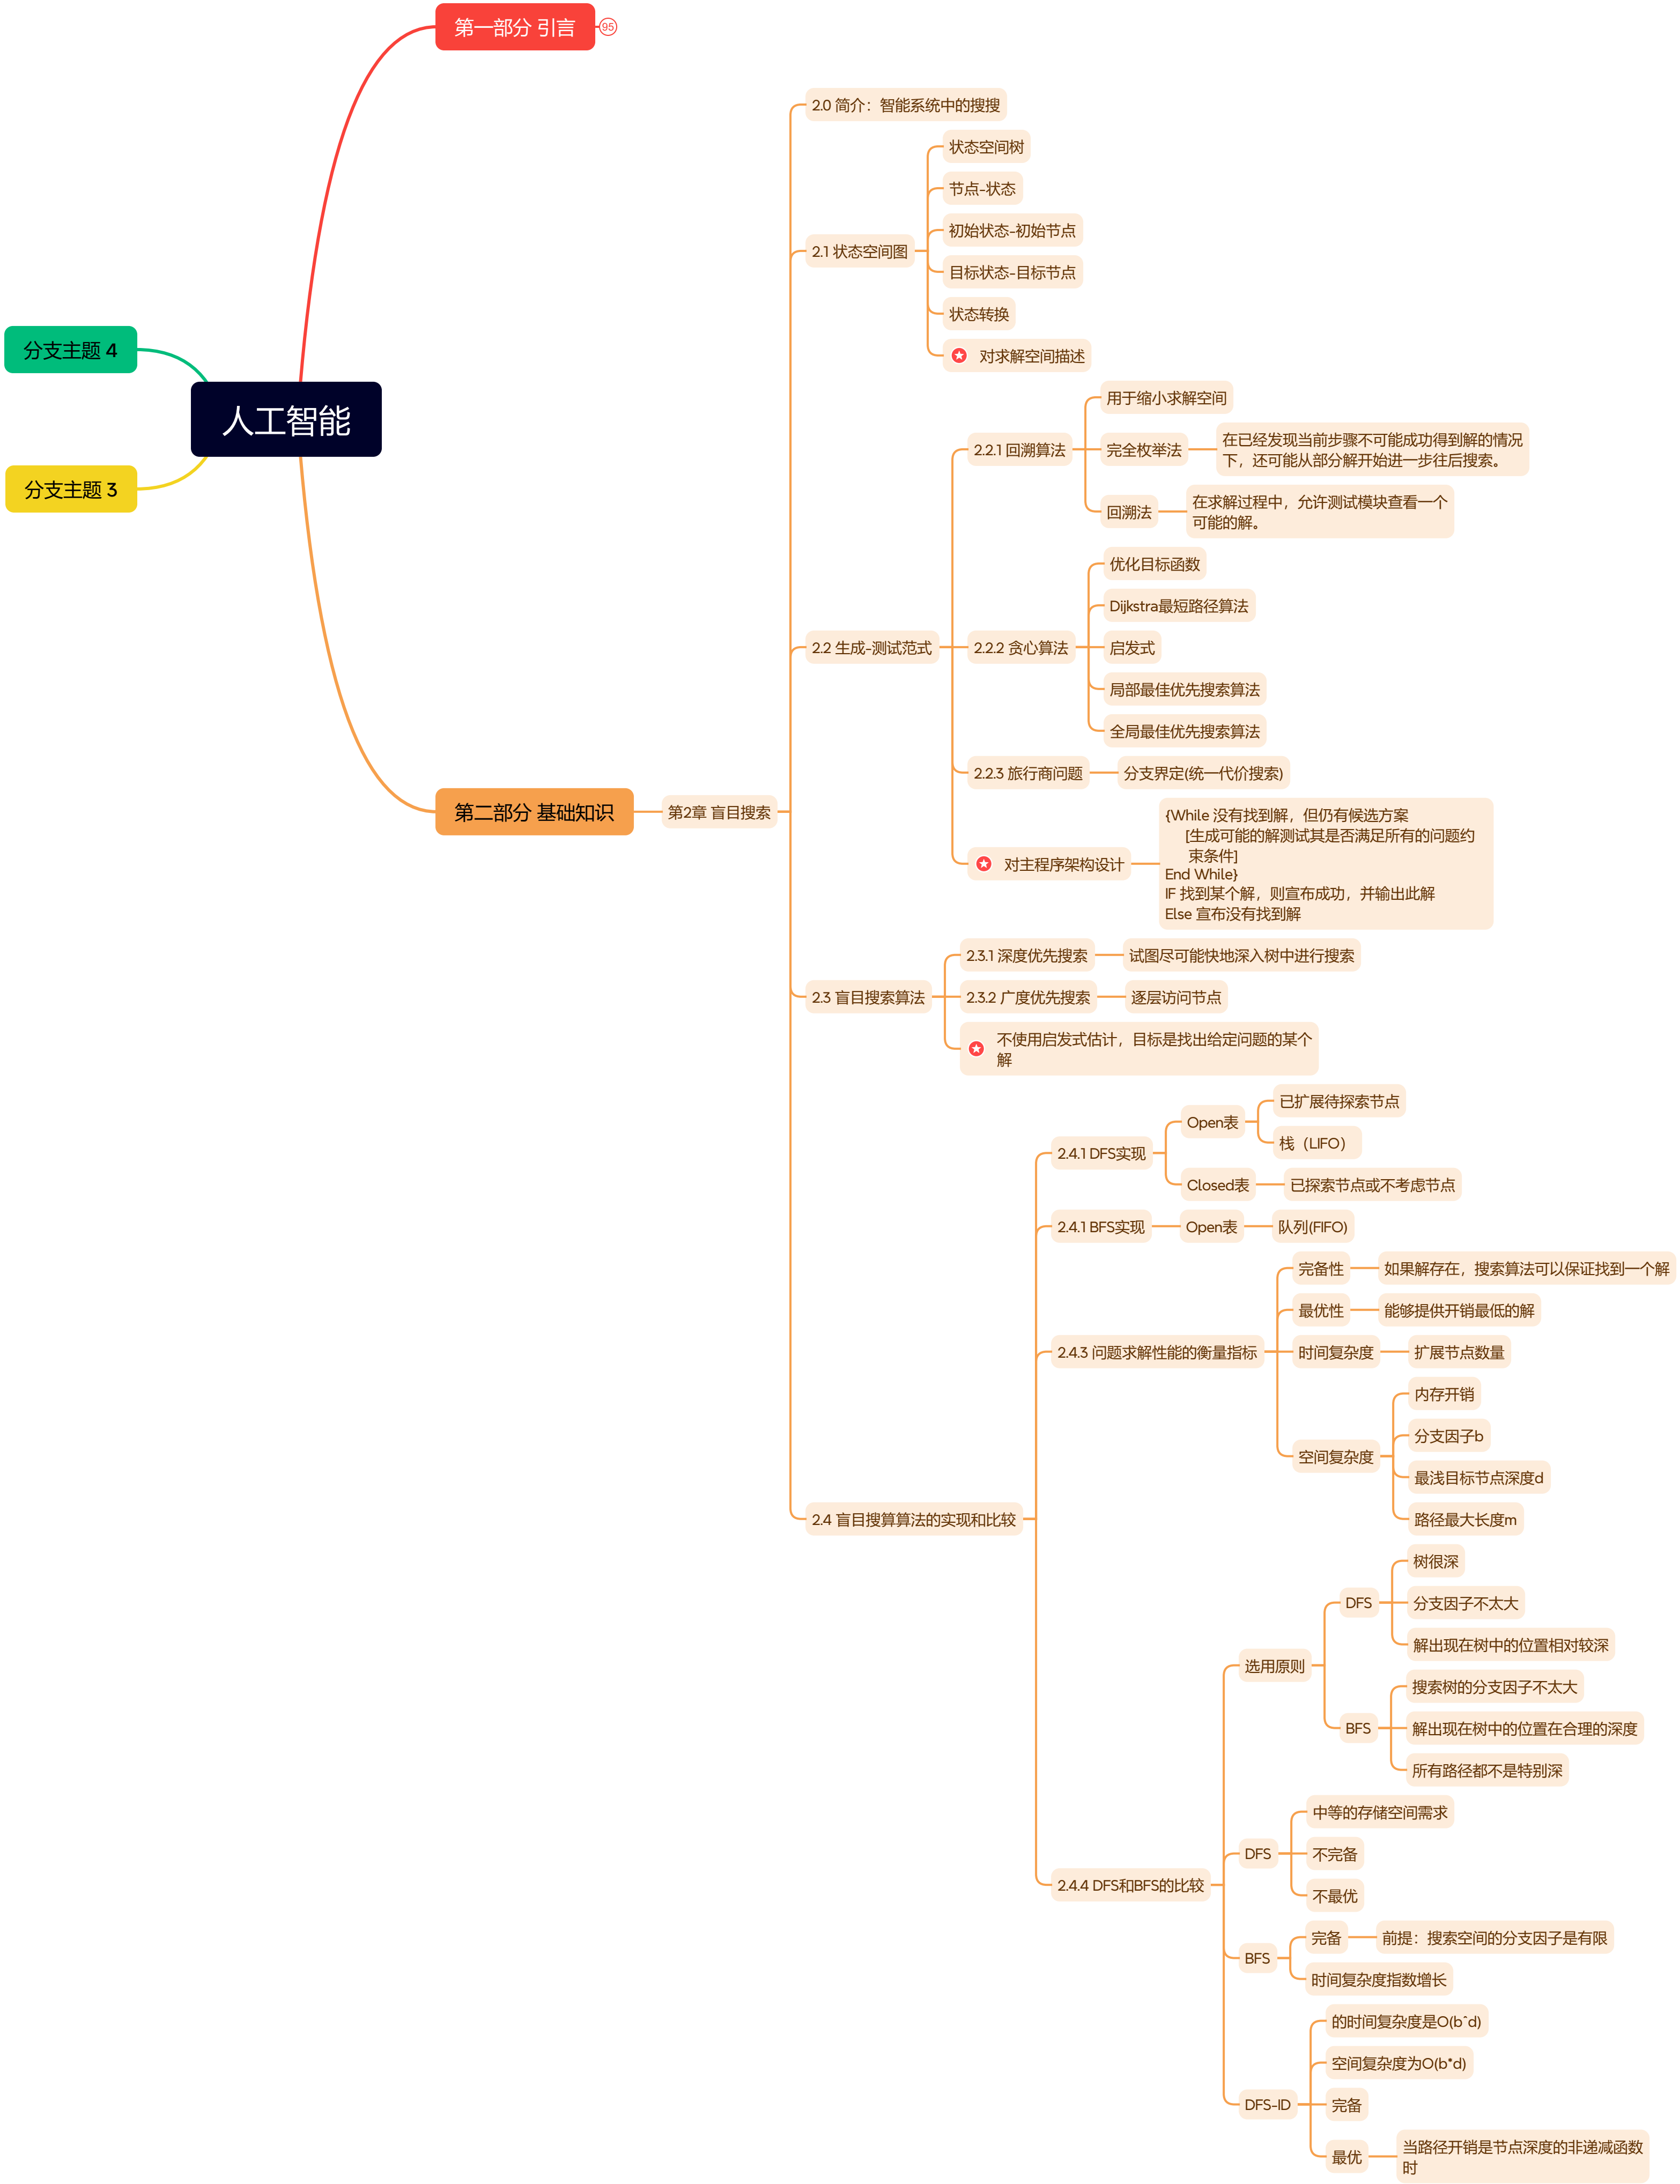 第一部分 引言
95
2.0 简介：智能系统中的搜搜
状态空间树
节点-状态
初始状态-初始节点
2.1 状态空间图
目标状态-目标节点
状态转换
对求解空间描述
分支主题 4
人工智能
分支主题 3
用于缩小求解空间
2.2.1 回溯算法
完全枚举法
在已经发现当前步骤不可能成功得到解的情况
下，还可能从部分解开始进一步往后搜索。
回溯法
在求解过程中，允许测试模块查看一个
可能的解。
优化目标函数
Dijkstra最短路径算法
2.2 生成-测试范式
2.2.2 贪心算法
启发式
局部最佳优先搜索算法
全局最佳优先搜索算法
2.2.3 旅行商问题
分支界定(统一代价搜索)
第二部分 基础知识
第2章 盲目搜索
对主程序架构设计
{While 没有找到解，但仍有候选方案
[生成可能的解测试其是否满足所有的问题约
束条件]
End While}
IF 找到某个解，则宣布成功，并输出此解
Else 宣布没有找到解
2.3.1 深度优先搜索
试图尽可能快地深入树中进行搜索
2.3 盲目搜索算法
2.3.2 广度优先搜索
逐层访问节点
不使用启发式估计，目标是找出给定问题的某个
解
已扩展待探索节点
Open表
栈（LIFO）
2.4.1 DFS实现
Closed表
已探索节点或不考虑节点
2.4.1 BFS实现
Open表
队列(FIFO)
完备性
如果解存在，搜索算法可以保证找到一个解
最优性
能够提供开销最低的解
2.4.3 问题求解性能的衡量指标
时间复杂度
扩展节点数量
内存开销
分支因子b
空间复杂度
最浅目标节点深度d
路径最大长度m
2.4 盲目搜算算法的实现和比较
树很深
DFS
分支因子不太大
解出现在树中的位置相对较深
选用原则
搜索树的分支因子不太大
BFS
解出现在树中的位置在合理的深度
所有路径都不是特别深
中等的存储空间需求
DFS
不完备
不最优
2.4.4 DFS和BFS的比较
完备
前提：搜索空间的分支因子是有限
BFS
时间复杂度指数增长
的时间复杂度是O(b^d)
空间复杂度为O(b*d)
DFS-ID
完备
最优
当路径开销是节点深度的非递减函数
时